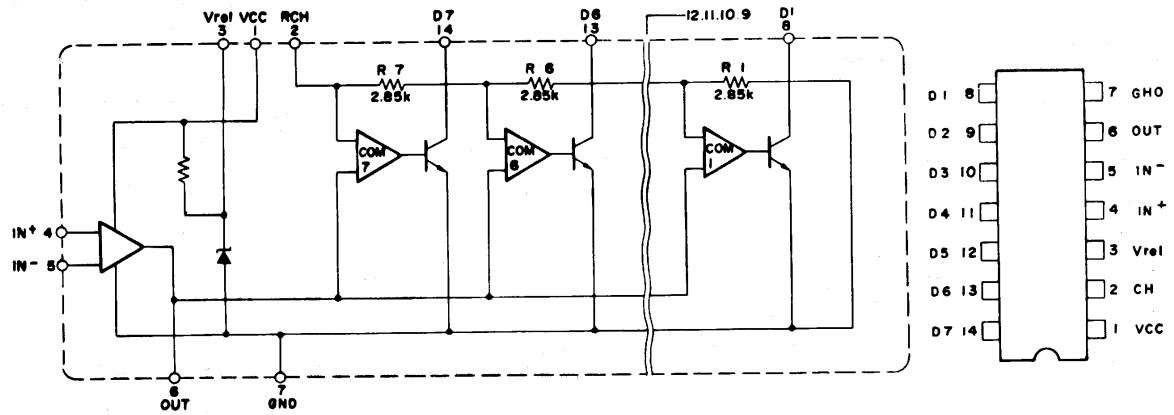 Vrel VCC RCH D7 D6 12.11.10.9 D1
3 1 2 14 13 8
R 7 R 6 R 1
2.85k 2.85k 2.85k
COM 7
COM 6
COM 1
IN+ 4
IN- 5
6 7
OUT GND
D1 8 7 GHO
D2 9 6 OUT
D3 10 5 IN-
D4 11 4 IN+
D5 12 3 Vrel
D6 13 2 CH
D7 14 1 VCC